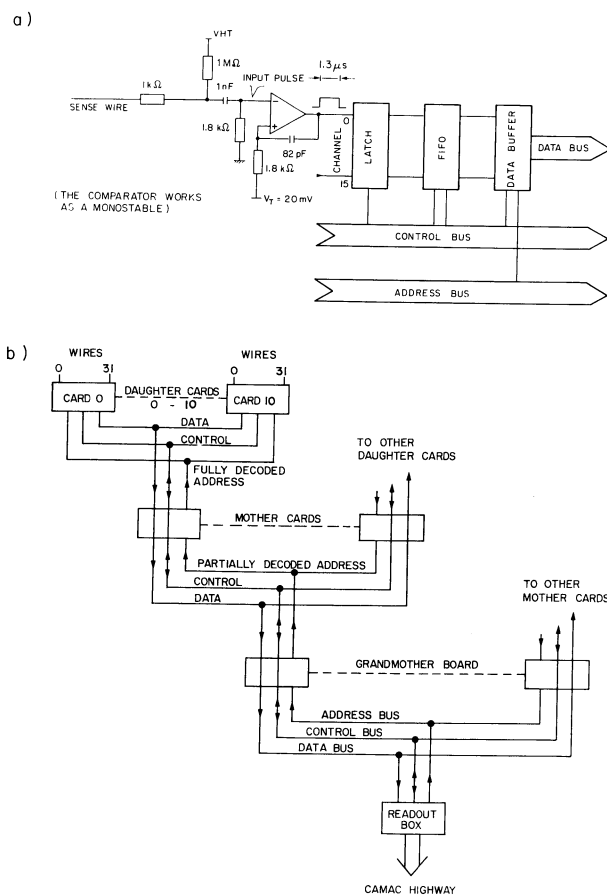 a)
VHT
1MΩ
1kΩ
1nF
INPUT PULSE
1.3 μs
SENSE WIRE
1.8 kΩ
−
+
82 pF
1.8 kΩ
V_T = 20mV
0
CHANNEL
15
LATCH
FIFO
DATA BUFFER
DATA BUS
(THE COMPARATOR WORKS
AS A MONOSTABLE)
CONTROL BUS
ADDRESS BUS
b)
WIRES
WIRES
0 31
0 31
CARD 0
DAUGHTER CARDS
0 - 10
CARD 10
DATA
CONTROL
FULLY DECODED
ADDRESS
TO OTHER
DAUGHTER CARDS
MOTHER CARDS
PARTIALLY DECODED ADDRESS
CONTROL
DATA
TO OTHER
MOTHER CARDS
GRANDMOTHER BOARD
ADDRESS BUS
CONTROL BUS
DATA BUS
READOUT
BOX
CAMAC HIGHWAY